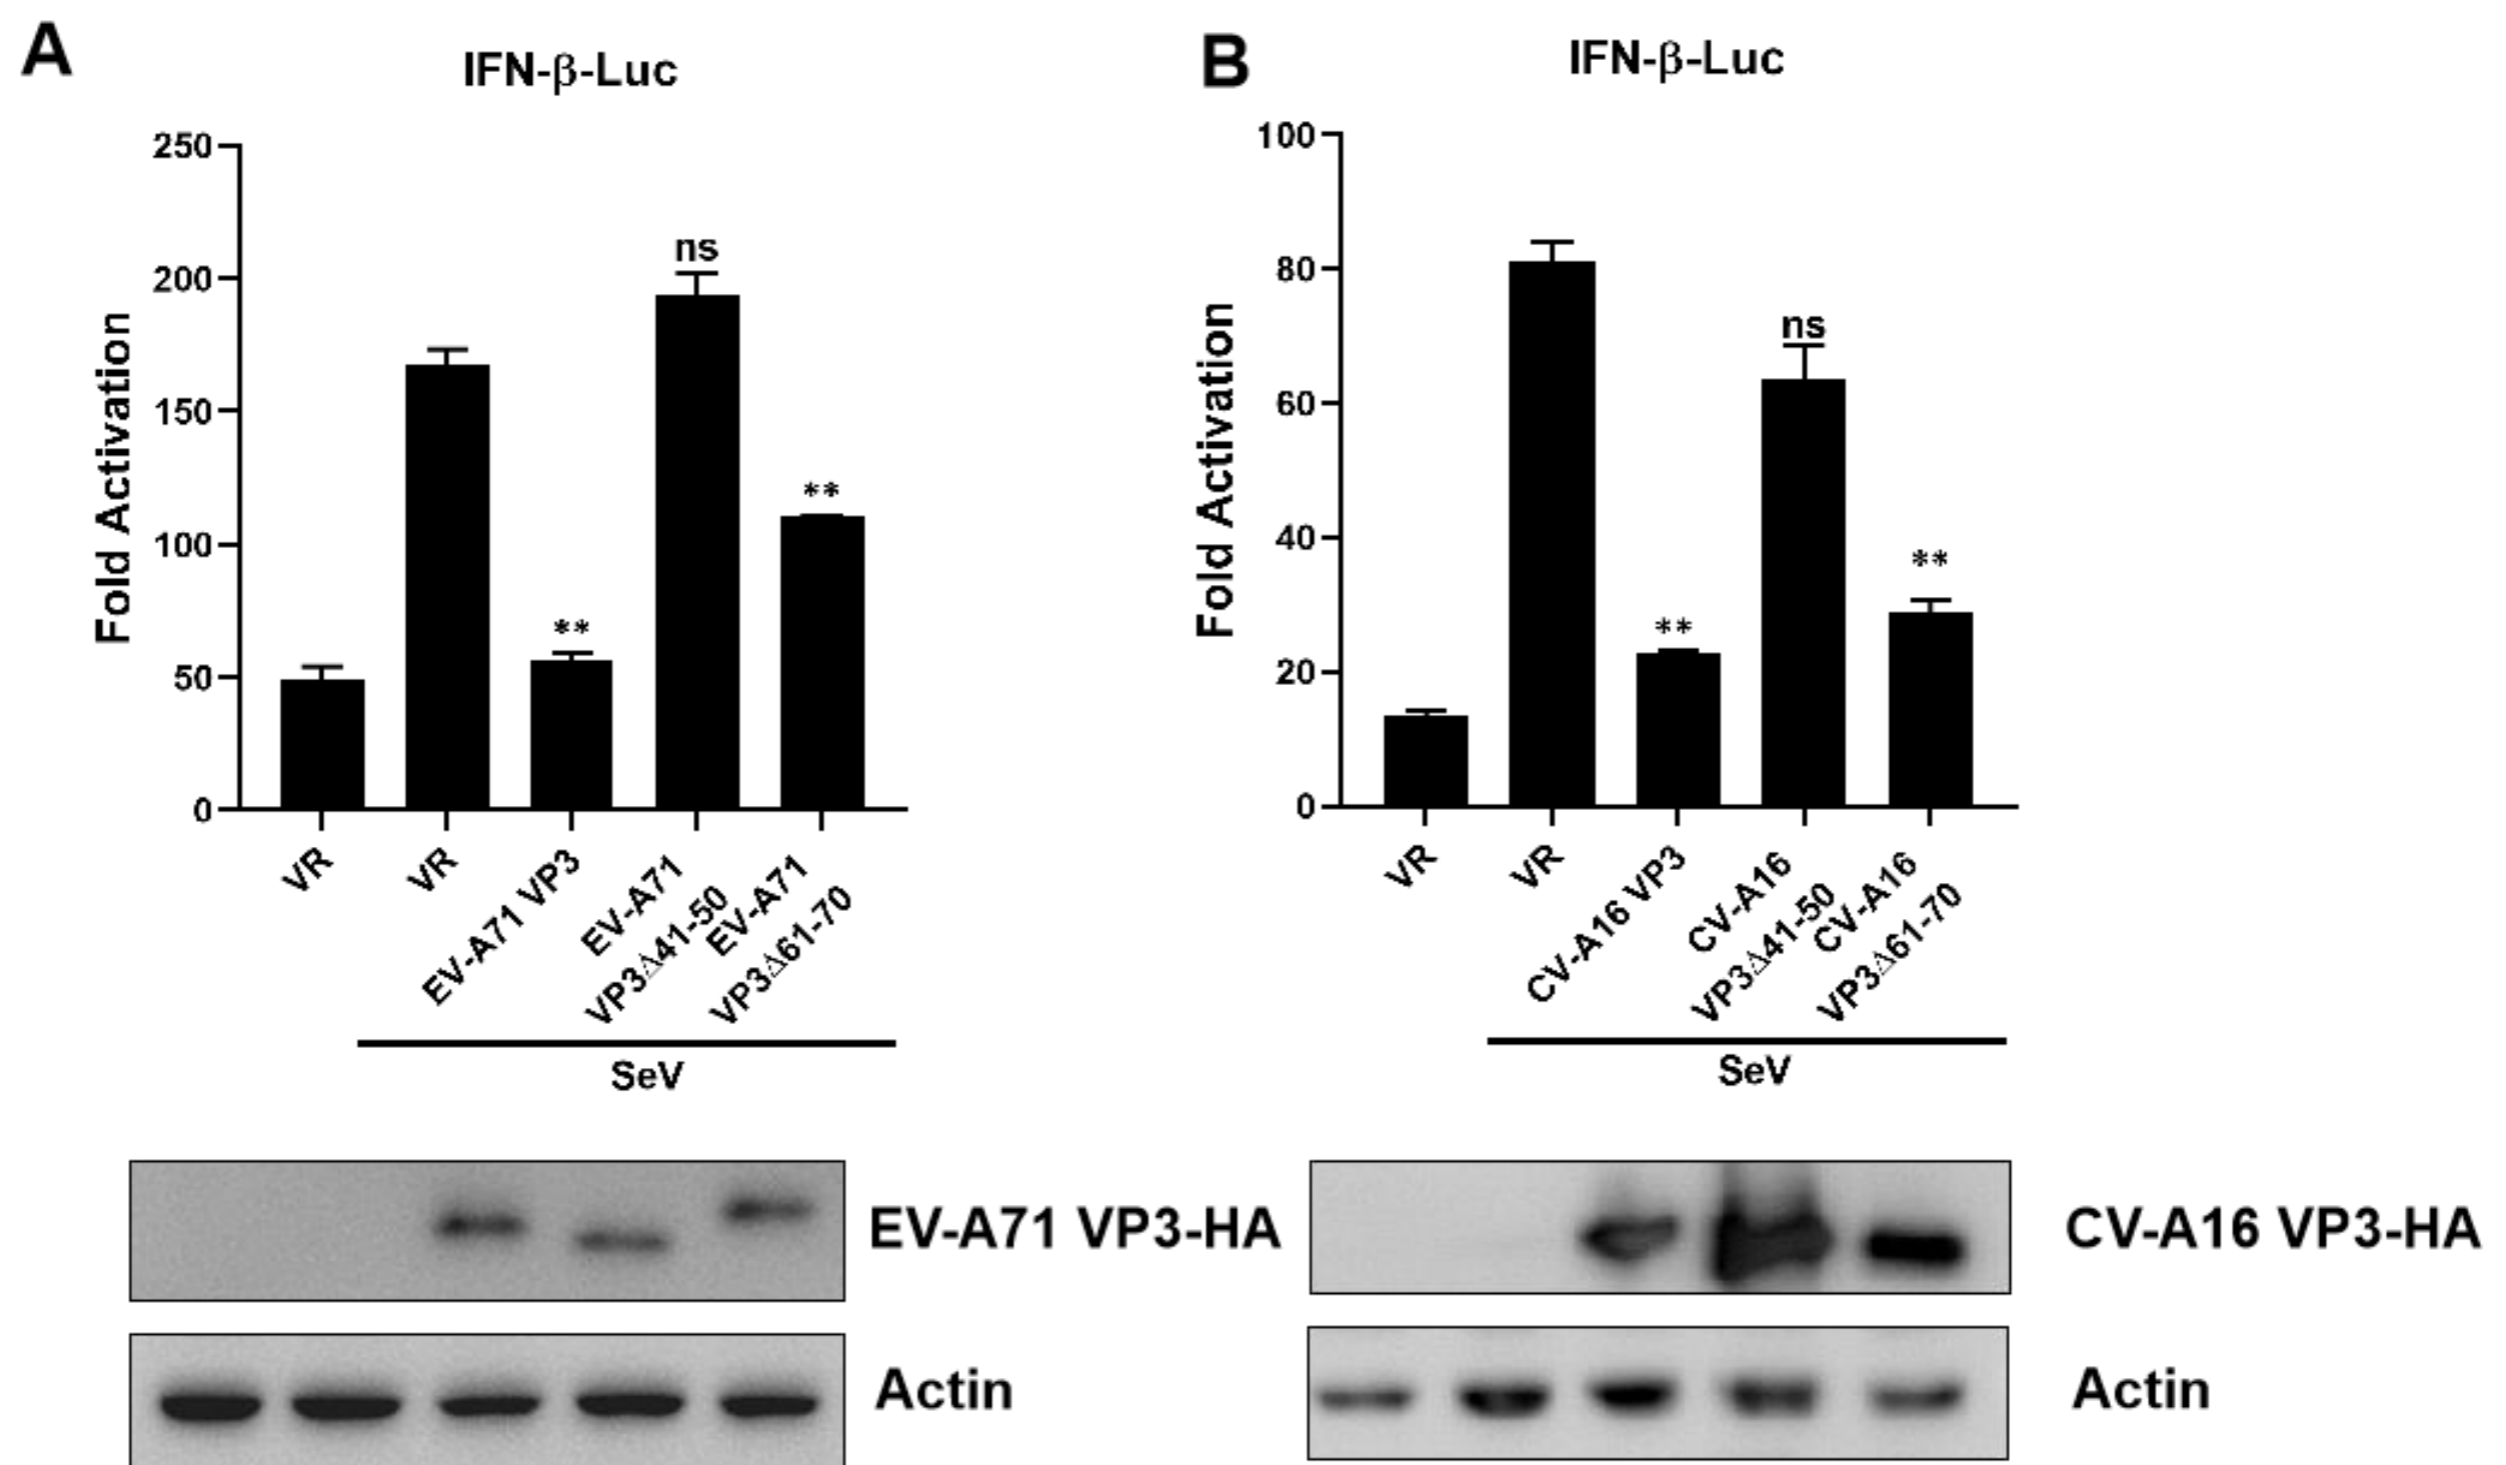 A
IFN-β-Luc
Fold Activation
250
200
150
100
50
0
ns
**
**
VR
VR
EV-A71 VP3
EV-A71
VP3Δ41-50
EV-A71
VP3Δ61-70
SeV
EV-A71 VP3-HA
Actin
B
IFN-β-Luc
Fold Activation
100
80
60
40
20
0
ns
**
**
VR
VR
CV-A16 VP3
CV-A16
VP3Δ41-50
CV-A16
VP3Δ61-70
SeV
CV-A16 VP3-HA
Actin